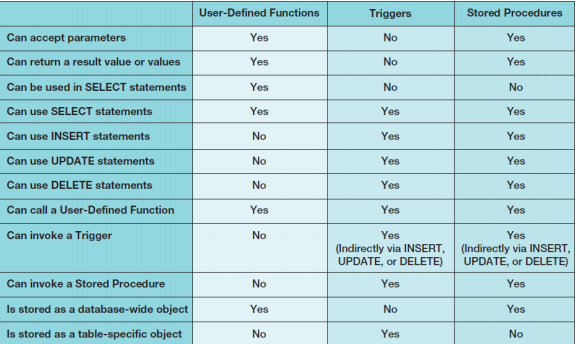 User-Defined Functions Triggers Stored Procedures
Can accept parameters Yes No Yes
Can return a result value or values Yes No Yes
Can be used in SELECT statements Yes No No
Can use SELECT statements Yes Yes Yes
Can use INSERT statements No Yes Yes
Can use UPDATE statements No Yes Yes
Can use DELETE statements No Yes Yes
Can call a User-Defined Function Yes Yes Yes
Can invoke a Trigger No Yes Yes
(Indirectly via INSERT, (Indirectly via INSERT,
UPDATE, or DELETE) UPDATE, or DELETE)
Can invoke a Stored Procedure No Yes Yes
Is stored as a database-wide object Yes No Yes
Is stored as a table-specific object No Yes No